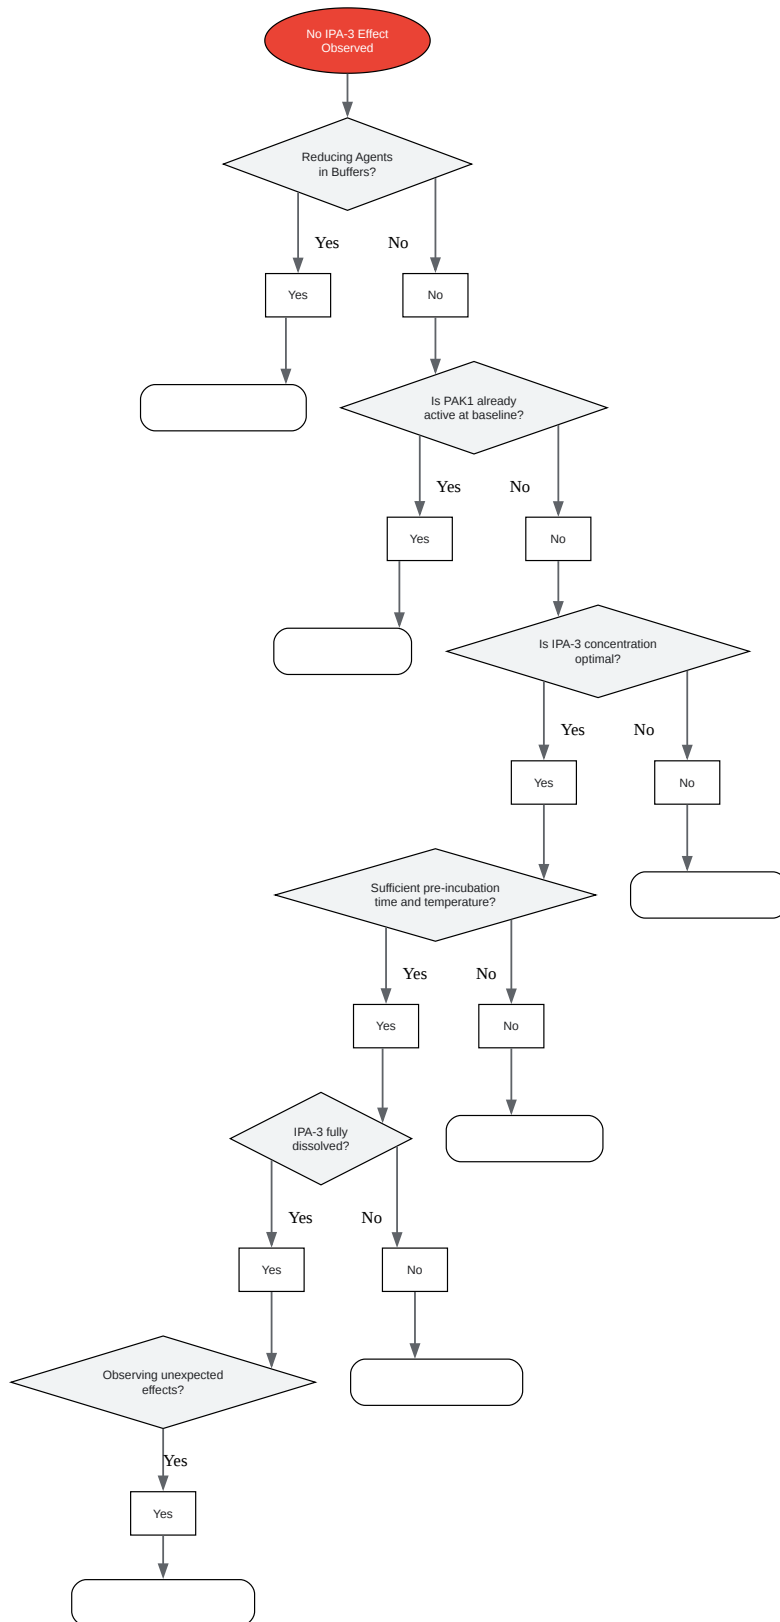 No IPA-3 Effect
Observed
Reducing Agents
in Buffers?
Yes
No
Yes
No
Is PAK1 already
active at baseline?
Yes
No
Yes
No
Is IPA-3 concentration
optimal?
Yes
No
Yes
No
Sufficient pre-incubation
time and temperature?
Yes
No
Yes
No
IPA-3 fully
dissolved?
Yes
No
Yes
No
Observing unexpected
effects?
Yes
Yes